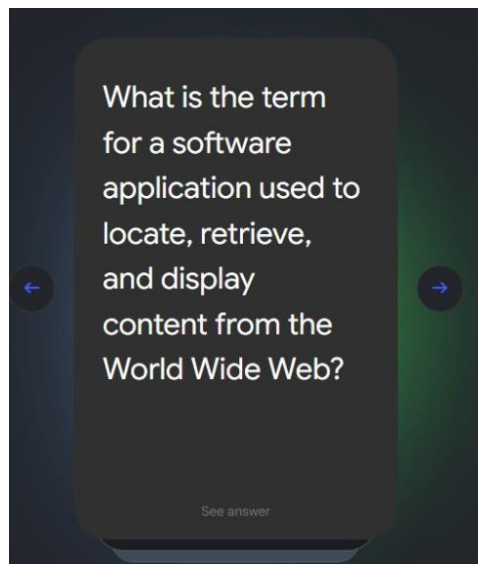 What is the term
for a software
application used to
locate, retrieve,
and display
content from the
World Wide Web?
See answer